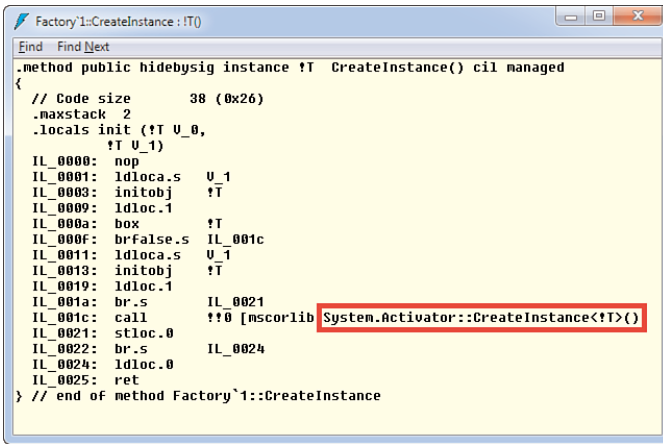 Factory`1::CreateInstance : !T()
Find Find Next
.method public hidebysig instance !T  CreateInstance() cil managed
{
  // Code size       38 (0x26)
  .maxstack  2
  .locals init (!T V_0,
           !T V_1)
  IL_0000:  nop
  IL_0001:  ldloca.s   V_1
  IL_0003:  initobj    !T
  IL_0009:  ldloc.1
  IL_000a:  box        !T
  IL_000f:  brfalse.s  IL_001c
  IL_0011:  ldloca.s   V_1
  IL_0013:  initobj    !T
  IL_0019:  ldloc.1
  IL_001a:  br.s       IL_0021
  IL_001c:  call       !!0 [mscorlib System.Activator::CreateInstance<!T>()
  IL_0021:  stloc.0
  IL_0022:  br.s       IL_0024
  IL_0024:  ldloc.0
  IL_0025:  ret
} // end of method Factory`1::CreateInstance